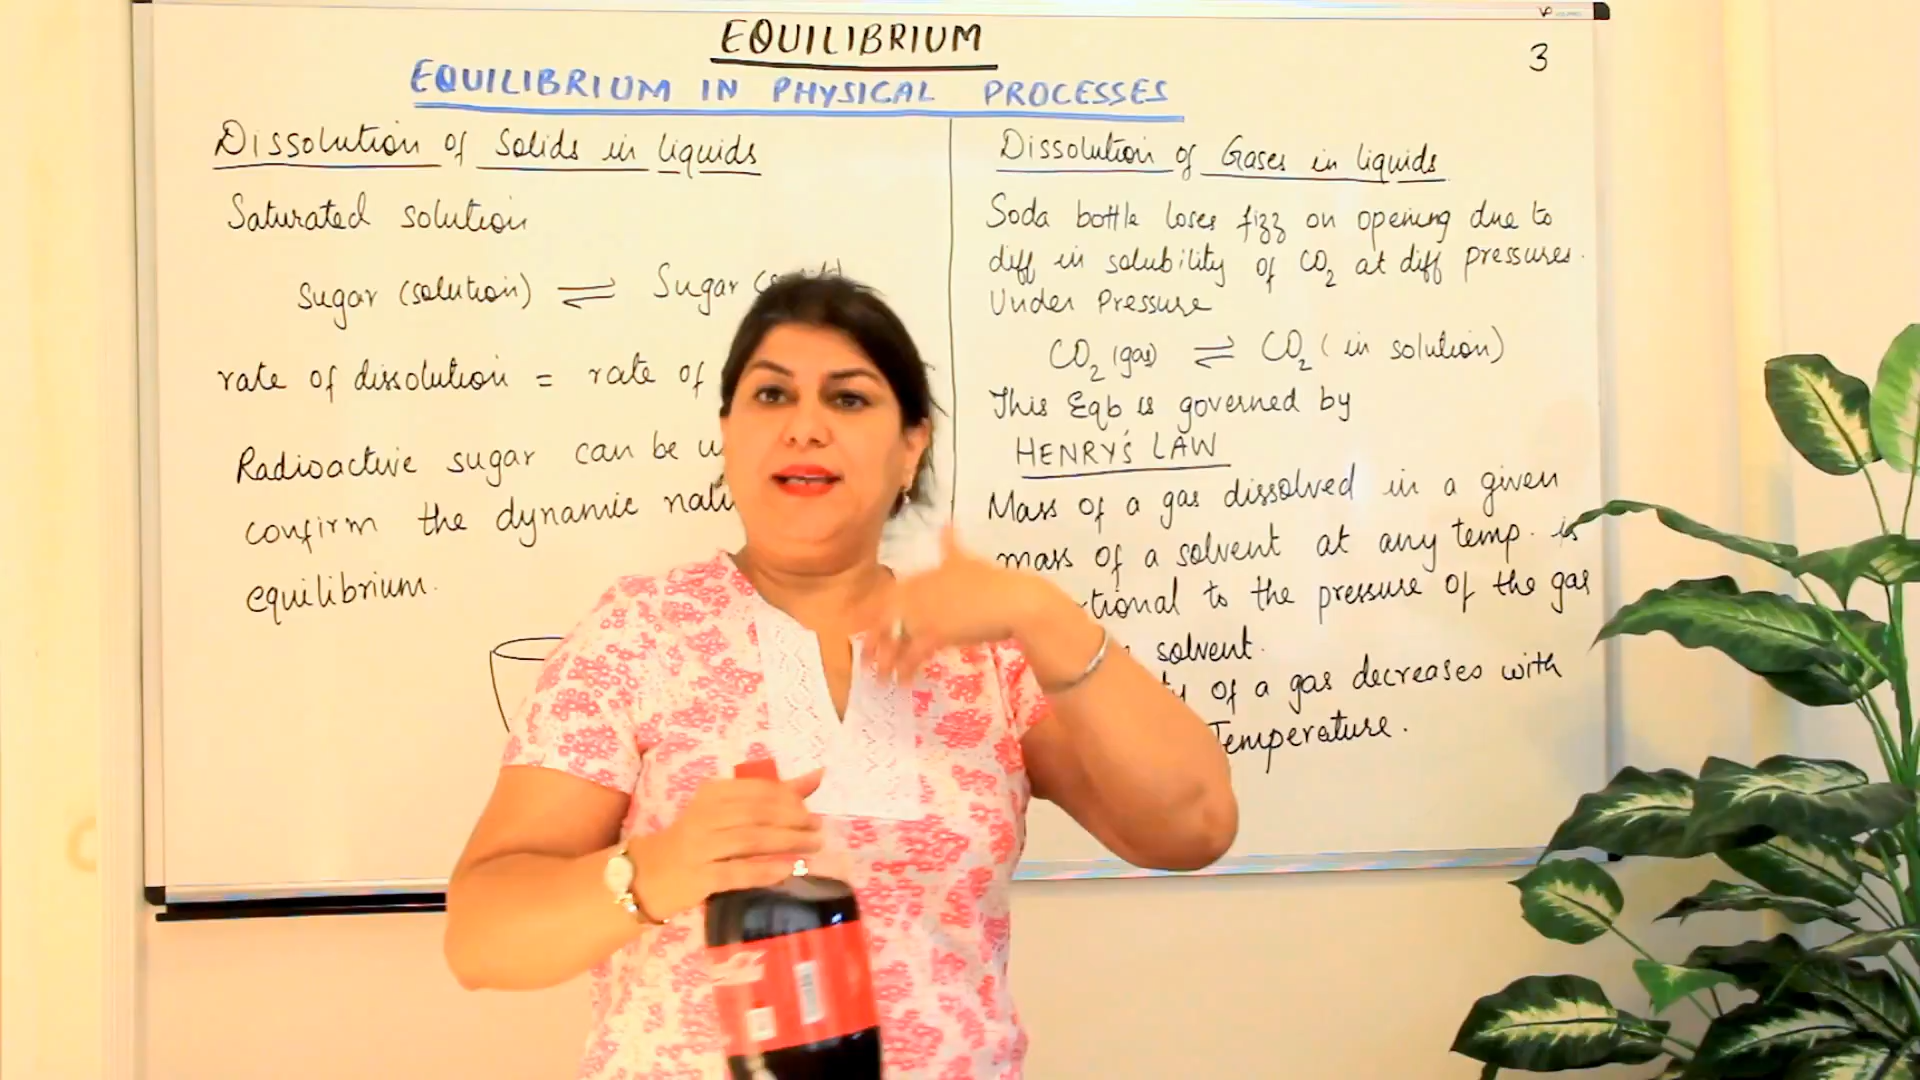 EQUILIBRIUM
3
EQUILIBRIUM IN PHYSICAL PROCESSES
Dissolution of Solids in liquids
Saturated solution
Sugar (solution) ⇌ Sugar
rate of dissolution = rate of
Radioactive sugar can be
confirm the dynamic
equilibrium.
Dissolution of Gases in liquids
Soda bottle loses fizz on opening due to
diff in solubility of CO2 at diff pressures.
Under Pressure
CO2 (gas) ⇌ CO2 (in solution)
This Eqb is governed by
HENRY'S LAW
Mass of a gas dissolved in a given
mass of a solvent at any temp. is
to the pressure of the gas
solvent.
of a gas decreases with
Temperature.